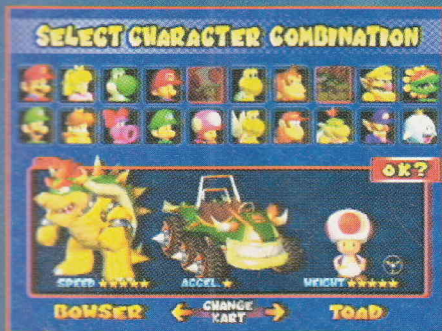 SELECT CHARACTER COMBINATION
OK?
SPEED ★★★★★ ACCEL. ★ WEIGHT ★★★★★
BOWSER CHANGE KART TOAD